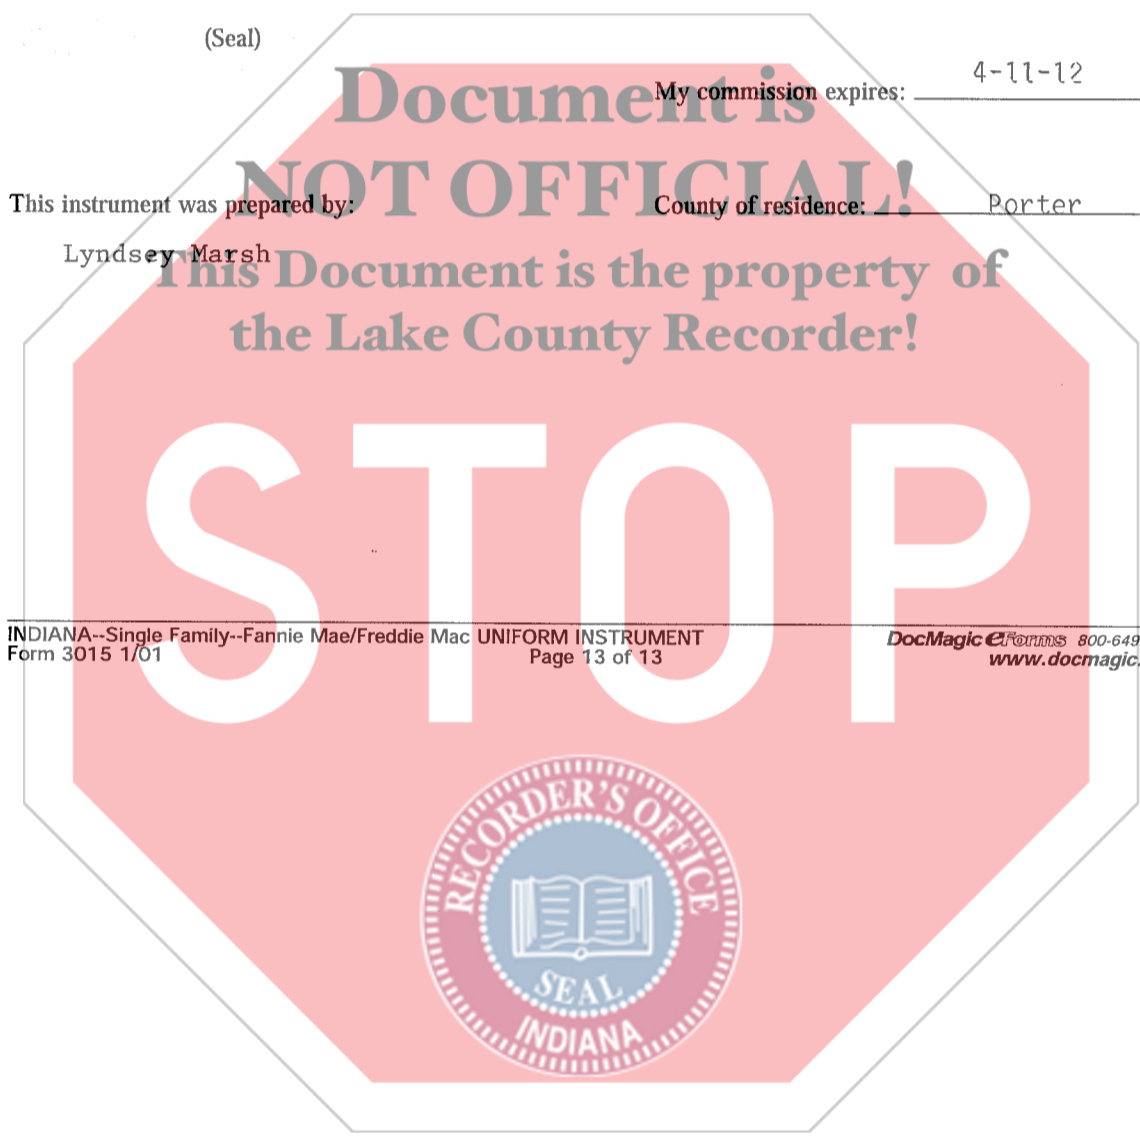 (Seal)
Document is
My commission expires: 4-11-12
NOT OFFICIAL!
This instrument was prepared by:
County of residence: Porter
Lyndsey Marsh
This Document is the property of
the Lake County Recorder!
STOP
INDIANA--Single Family--Fannie Mae/Freddie Mac UNIFORM INSTRUMENT
Form 3015 1/01
Page 13 of 13
DocMagic eForms 800-649
www.docmagic.
RECORDER'S OFFICE
SEAL
INDIANA